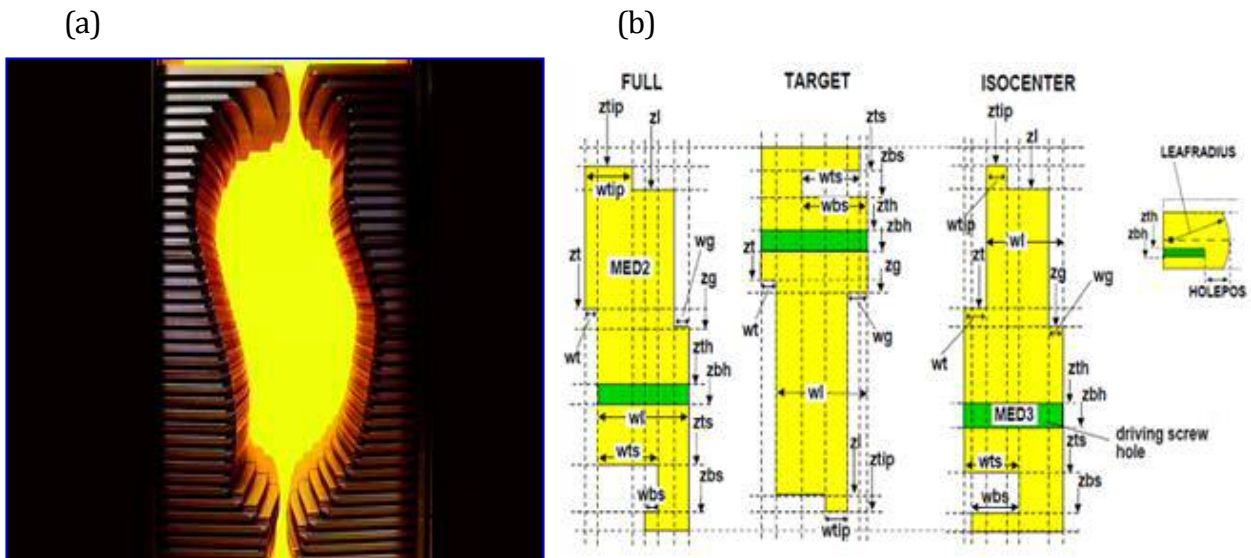 (a)
(b)
FULL
TARGET
ISOCENTER
ztip
zl
wtip
zt
MED2
wg
zg
wt
zth
zbh
wl
zts
wts
zbs
wbs
zts
zbs
wts
wbs
zth
zbh
zt
zg
wt
wg
wl
zl
ztip
wtip
ztip
zl
wtip
wl
zt
wg
wt
zth
zbh
MED3
zts
driving screw
hole
wts
zbs
wbs
LEAFRADIUS
zth
zbh
HOLEPOS